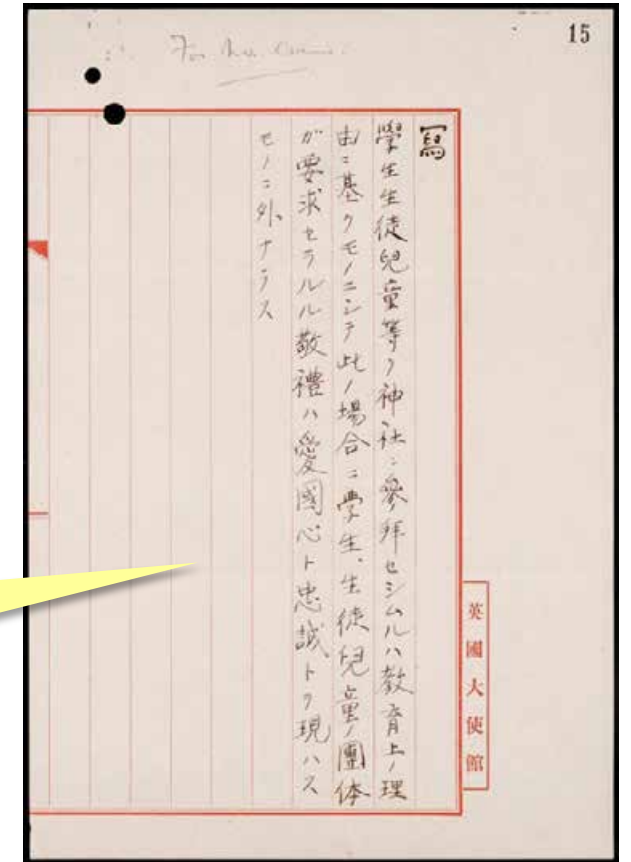 15
For
寫
學生生徒兒童等ヲ神社ニ參拜セシムルハ教育上ノ理
由ニ基クモノニシテ此ノ場合ニ学生、生徒兒童ノ團体
ガ要求セラルル敬禮ハ愛國心ト忠誠トヲ現ハス
モノニ外ナラス
英國大使館